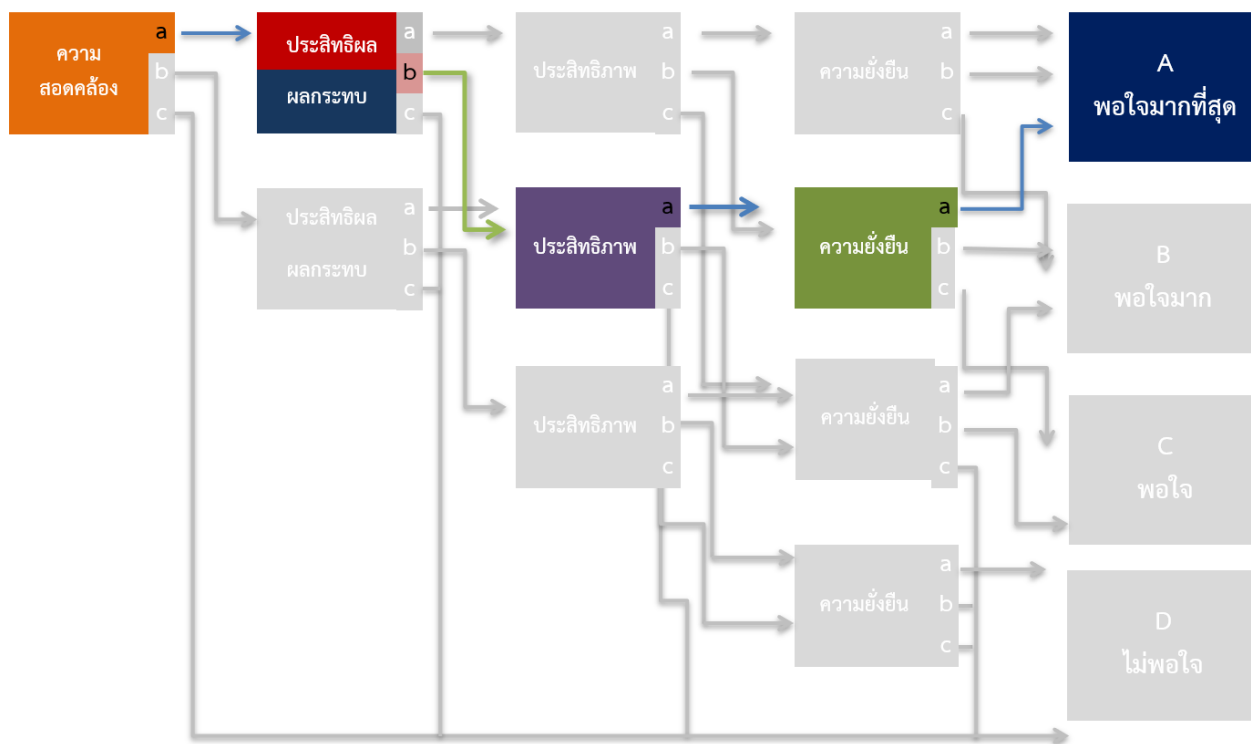 ความ
สอดคล้อง
a
b
c
ประสิทธิผล
ผลกระทบ
a
b
c
ประสิทธิภาพ
a
b
c
ความยั่งยืน
a
b
c
A
พอใจมากที่สุด
ประสิทธิผล
ผลกระทบ
a
b
c
ประสิทธิภาพ
a
b
c
ความยั่งยืน
a
b
c
B
พอใจมาก
ประสิทธิภาพ
a
b
c
ความยั่งยืน
a
b
c
C
พอใจ
ความยั่งยืน
a
b
c
D
ไม่พอใจ